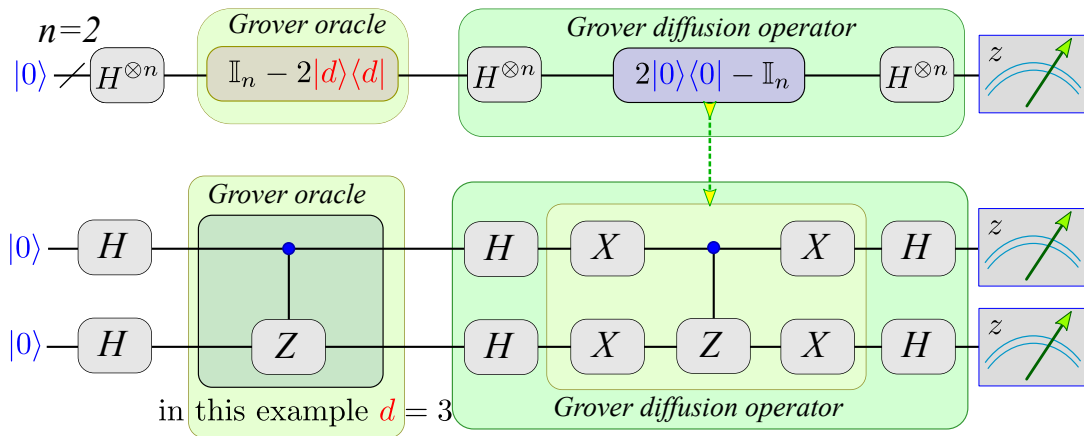 n=2
Grover oracle
Grover diffusion operator
|0⟩ H^{⊗n} 𝕀_n − 2|d⟩⟨d| H^{⊗n} 2|0⟩⟨0| − 𝕀_n H^{⊗n} z
Grover oracle
|0⟩ H H X X H z
|0⟩ H Z H X Z X H z
in this example d = 3
Grover diffusion operator